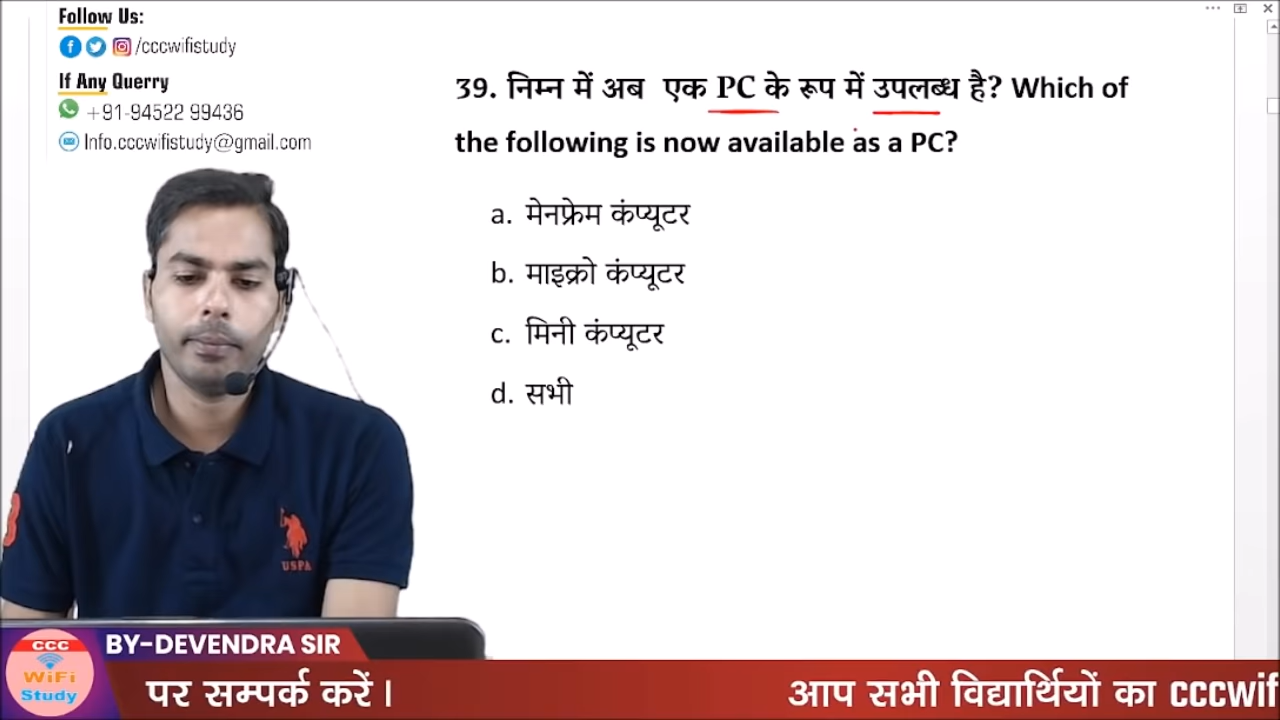 Follow Us:
/cccwifistudy
If Any Querry
+91-94522 99436
Info.cccwifistudy@gmail.com
39. निम्न में अब एक PC के रूप में उपलब्ध है? Which of
the following is now available as a PC?
a. मेनफ्रेम कंप्यूटर
b. माइक्रो कंप्यूटर
c. मिनी कंप्यूटर
d. सभी
USPA
CCC
WiFi
Study
BY-DEVENDRA SIR
पर सम्पर्क करें।
आप सभी विद्यार्थियों का cccwif